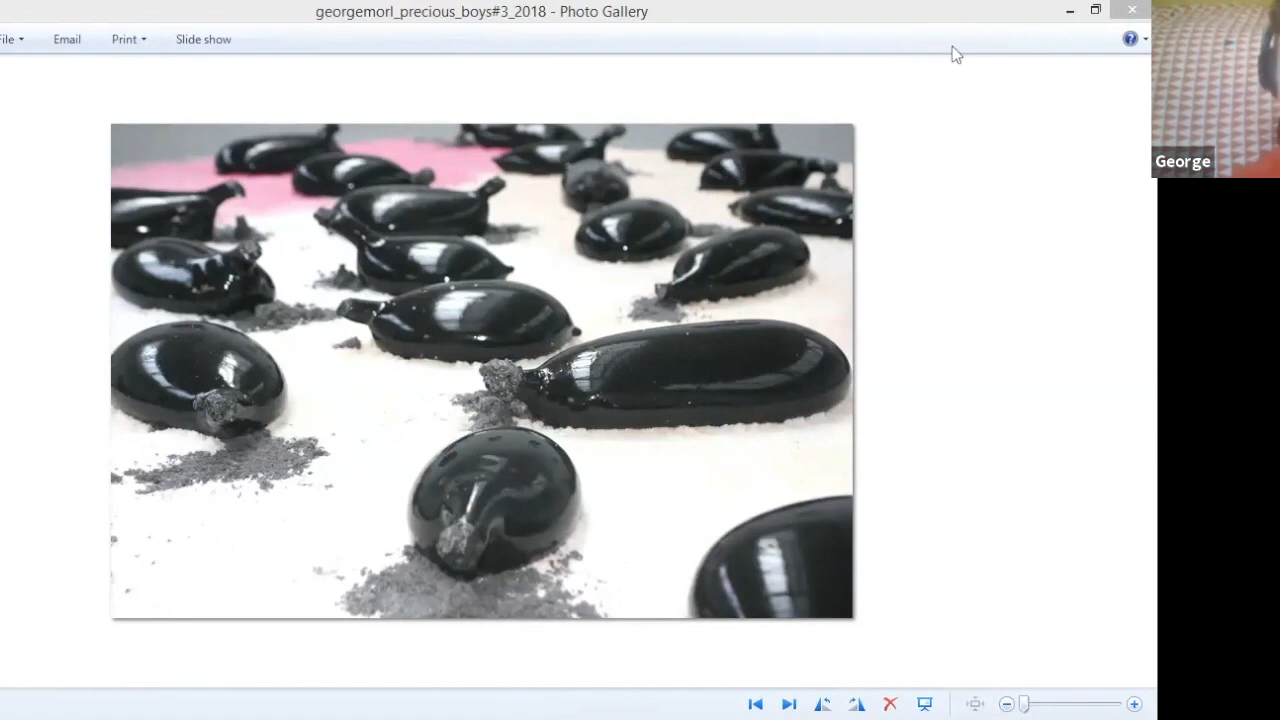 georgemorl_precious_boys#3_2018 - Photo Gallery
File Email Print Slide show
George